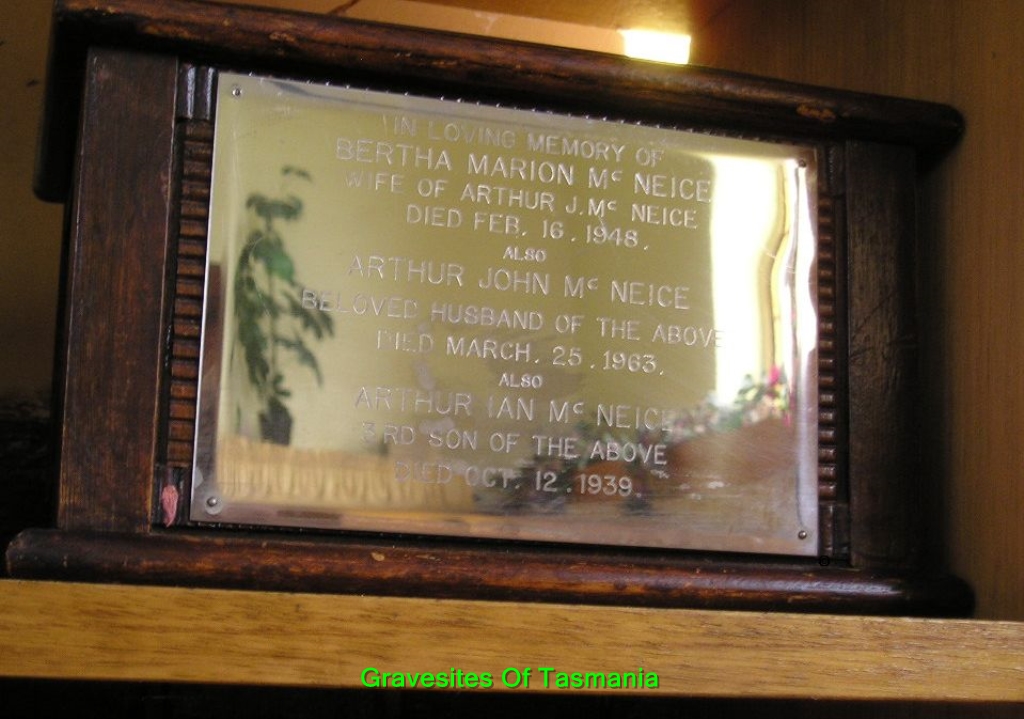 IN LOVING MEMORY OF
BERTHA MARION Mc NEICE
WIFE OF ARTHUR J. Mc NEICE
DIED FEB. 16. 1948.
ALSO
ARTHUR JOHN Mc NEICE
BELOVED HUSBAND OF THE ABOVE
DIED MARCH. 25. 1963.
ALSO
ARTHUR IAN Mc NEICE
3RD SON OF THE ABOVE
DIED OCT. 12. 1939.
Gravesites Of Tasmania